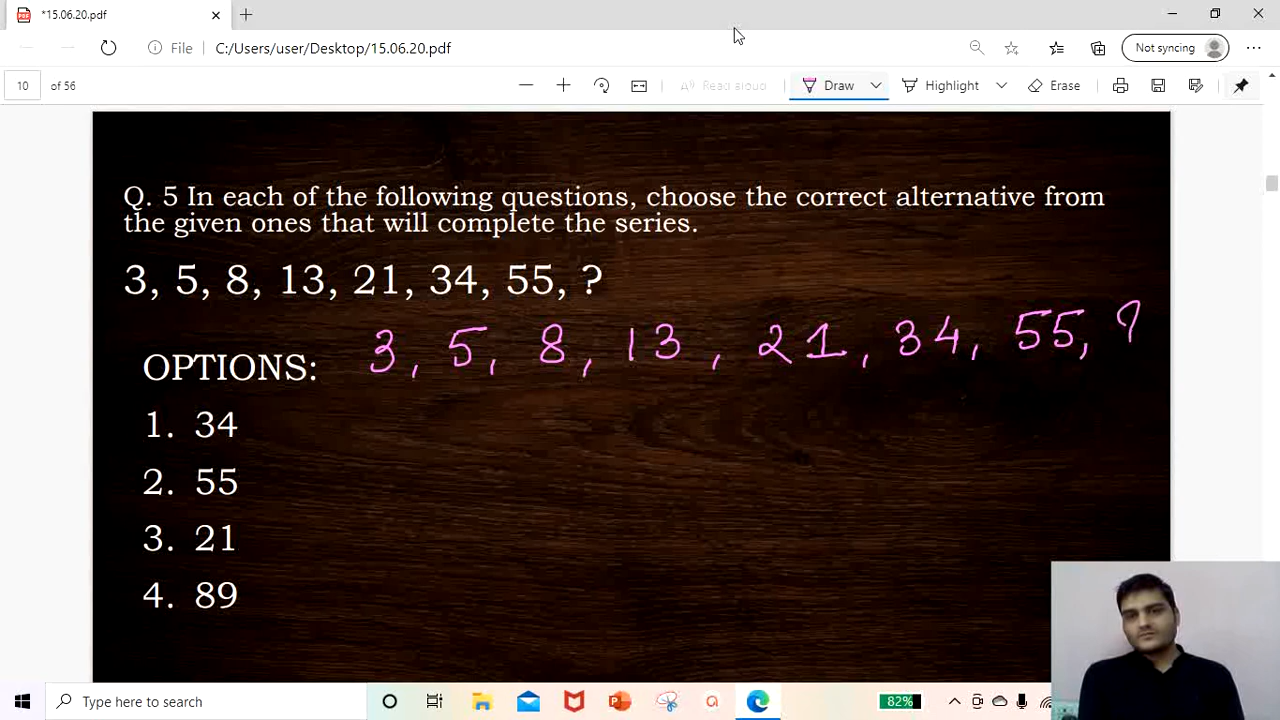 *15.06.20.pdf
File C:/Users/user/Desktop/15.06.20.pdf
Not syncing
10 of 56
Read aloud
Draw
Highlight
Erase
Q. 5 In each of the following questions, choose the correct alternative from
the given ones that will complete the series.
3, 5, 8, 13, 21, 34, 55, ?
3, 5, 8, 13, 21, 34, 55, ?
OPTIONS:
1. 34
2. 55
3. 21
4. 89
Type here to search
82%